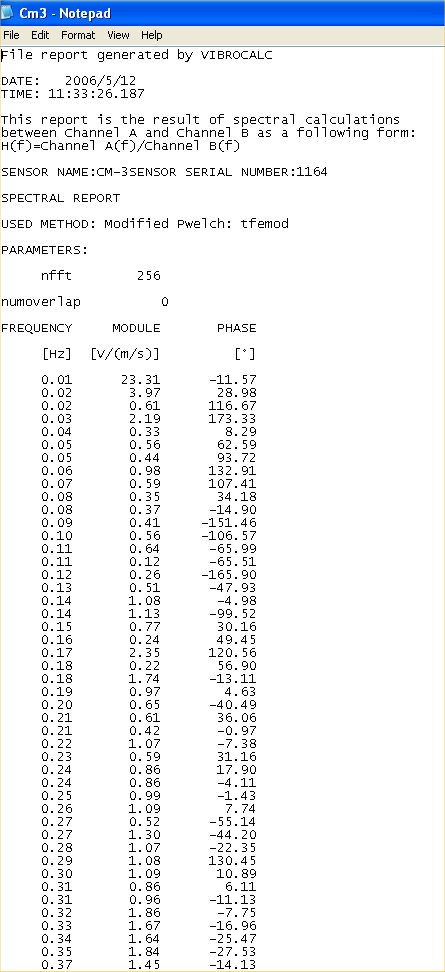 Cm3 - Notepad
File Edit Format View Help
File report generated by VIBROCALC
DATE: 2006/5/12
TIME: 11:33:26.187
This report is the result of spectral calculations
between Channel A and Channel B as a following form:
H(f)=Channel A(f)/Channel B(f)
SENSOR NAME:CM-3SENSOR SERIAL NUMBER:1164
SPECTRAL REPORT
USED METHOD: Modified Pwelch: tfemod
PARAMETERS:
nfft 256
numoverlap 0
FREQUENCY MODULE PHASE
[Hz] [V/(m/s)] [°]
0.01 23.31 -11.57
0.02 3.97 28.98
0.02 0.61 116.67
0.03 2.19 173.33
0.04 0.33 8.29
0.05 0.56 62.59
0.05 0.44 93.72
0.06 0.98 132.91
0.07 0.59 107.41
0.08 0.35 34.18
0.08 0.37 -14.90
0.09 0.41 -151.46
0.10 0.56 -106.57
0.11 0.64 -65.99
0.11 0.12 -65.51
0.12 0.26 -165.90
0.13 0.51 -47.93
0.14 1.08 -4.98
0.14 1.13 -99.52
0.15 0.77 30.16
0.16 0.24 49.45
0.17 2.35 120.56
0.18 0.22 56.90
0.18 1.74 -13.11
0.19 0.97 4.63
0.20 0.65 -40.49
0.21 0.61 36.06
0.21 0.42 -0.97
0.22 1.07 -7.38
0.23 0.59 31.16
0.24 0.86 17.90
0.24 0.86 -4.11
0.25 0.99 -1.43
0.26 1.09 7.74
0.27 0.52 -55.14
0.27 1.30 -44.20
0.28 1.07 -22.35
0.29 1.08 130.45
0.30 1.09 10.89
0.31 0.86 6.11
0.31 0.96 -11.13
0.32 1.86 -7.75
0.33 1.67 -16.96
0.34 1.64 -25.47
0.35 1.84 -27.53
0.37 1.45 -14.13